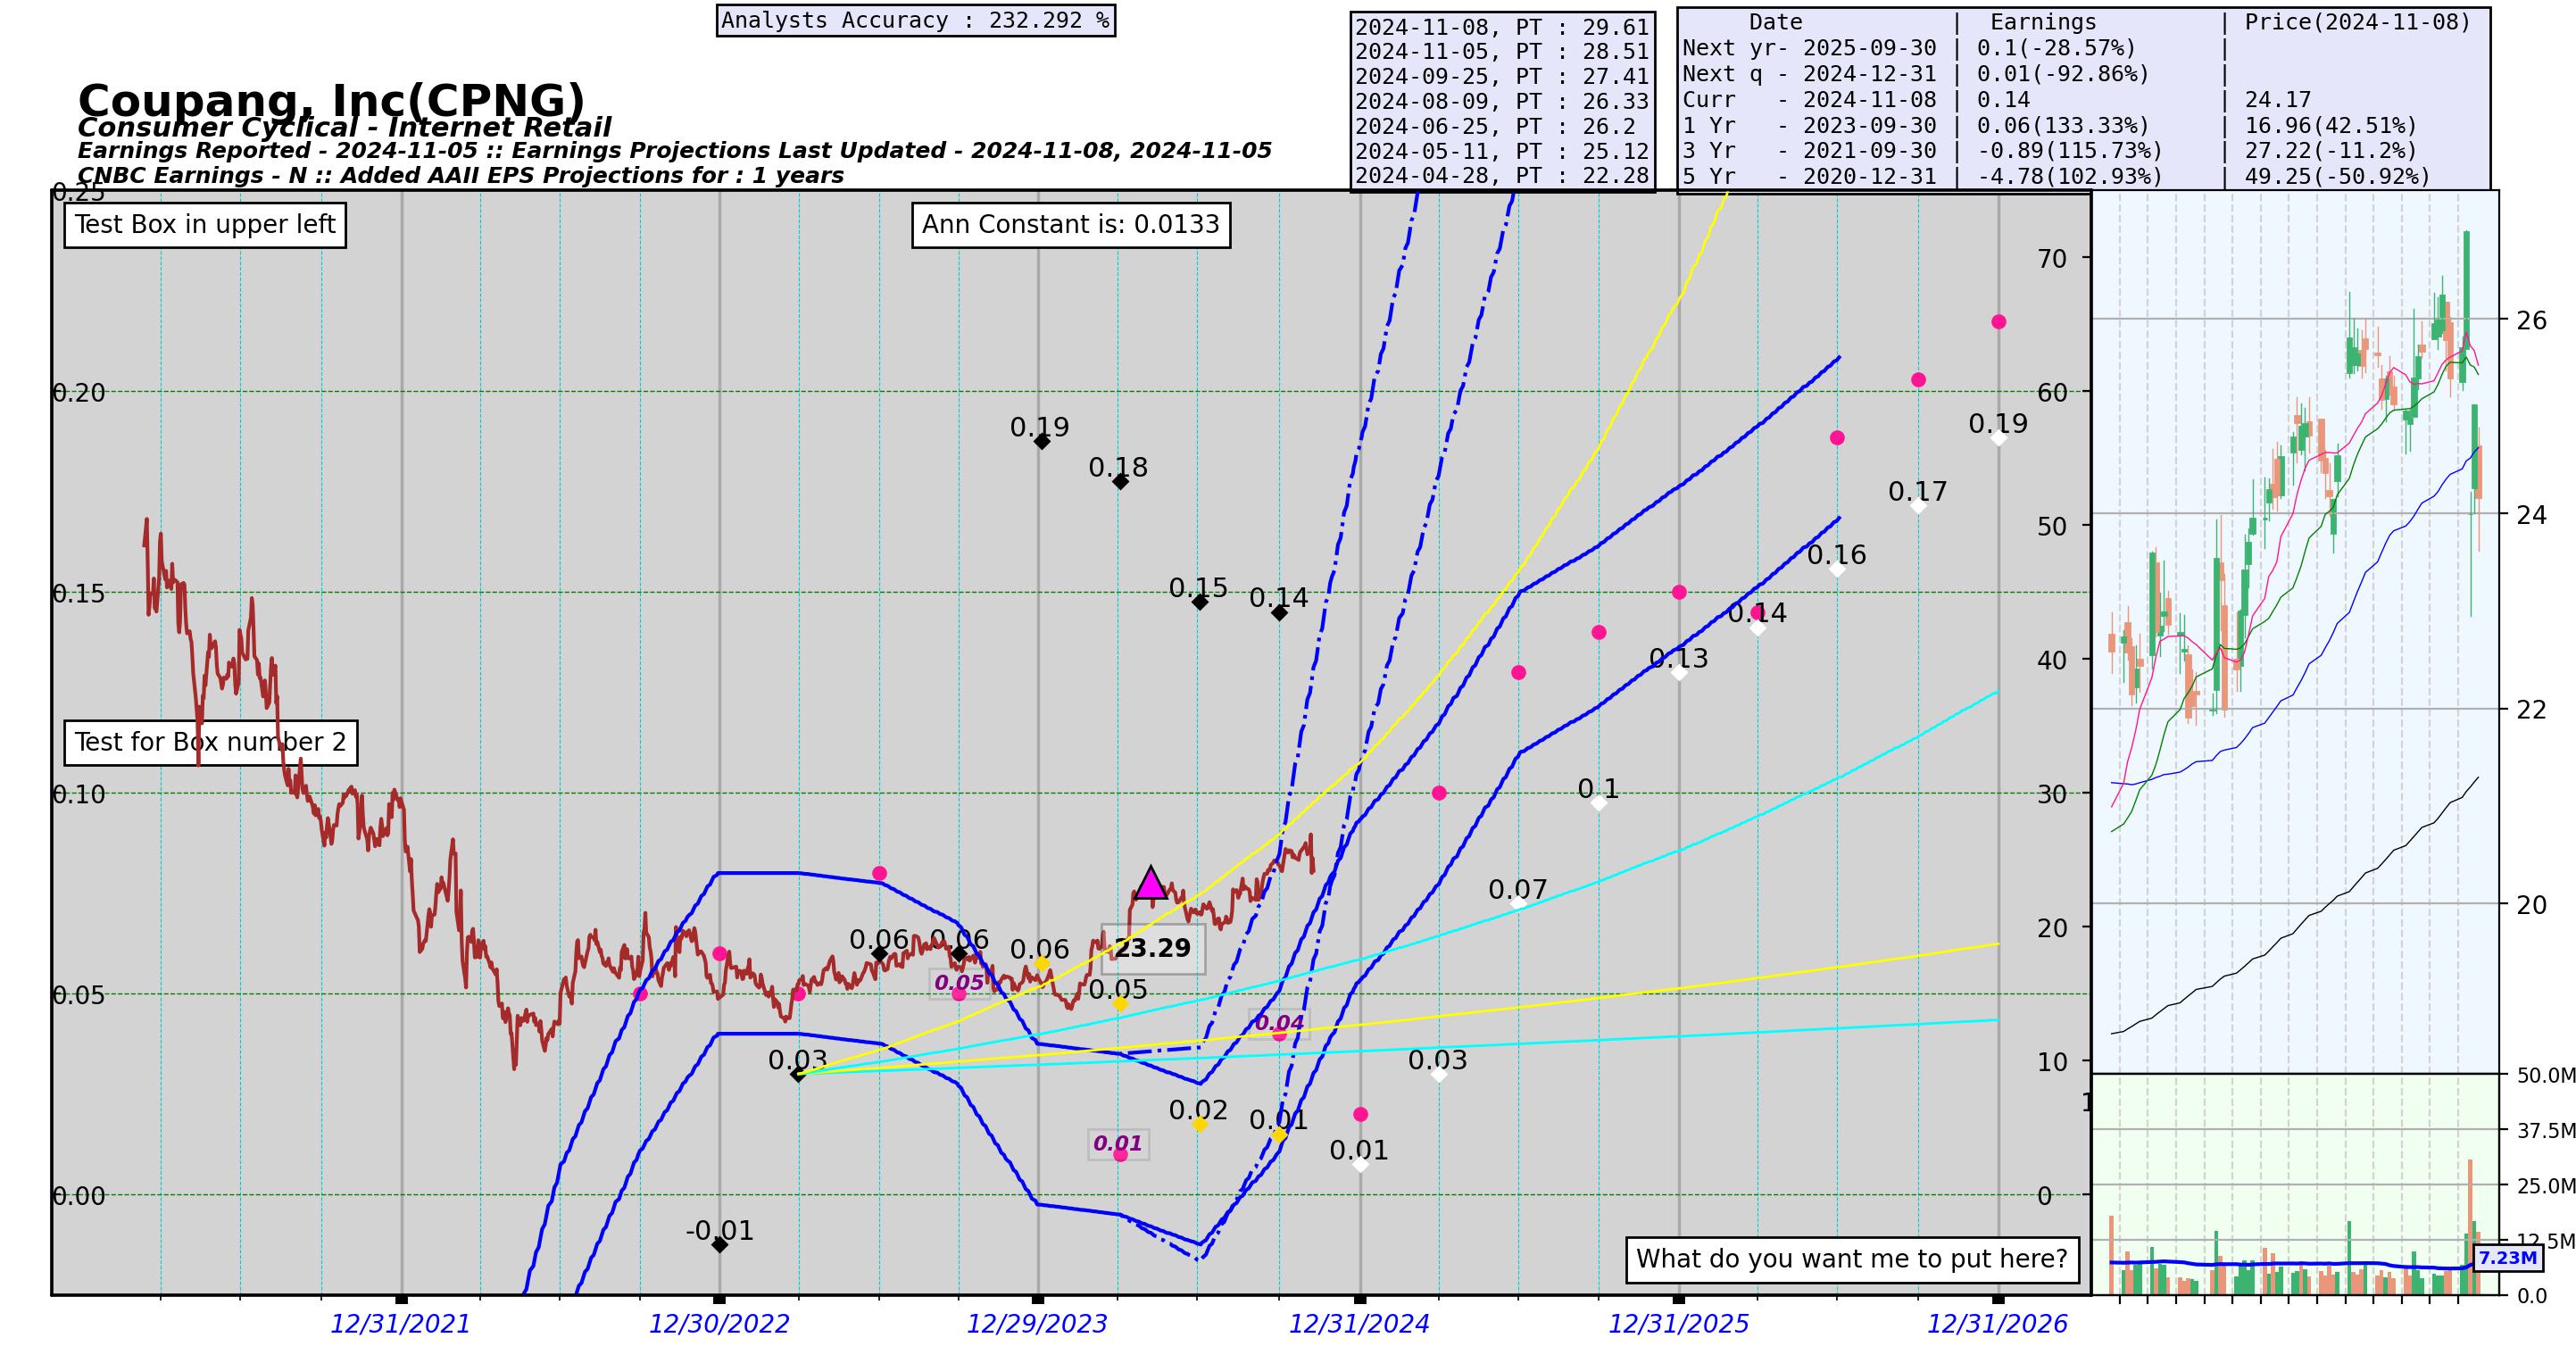 Analysts Accuracy : 232.292 %
2024-11-08, PT : 29.61
2024-11-05, PT : 28.51
2024-09-25, PT : 27.41
2024-08-09, PT : 26.33
2024-06-25, PT : 26.2
2024-05-11, PT : 25.12
2024-04-28, PT : 22.28
Date | Earnings | Price(2024-11-08)
Next yr- 2025-09-30 | 0.1(-28.57%) |
Next q - 2024-12-31 | 0.01(-92.86%) |
Curr - 2024-11-08 | 0.14 | 24.17
1 Yr - 2023-09-30 | 0.06(133.33%) | 16.96(42.51%)
3 Yr - 2021-09-30 | -0.89(115.73%) | 27.22(-11.2%)
5 Yr - 2020-12-31 | -4.78(102.93%) | 49.25(-50.92%)
Coupang, Inc(CPNG)
Consumer Cyclical - Internet Retail
Earnings Reported - 2024-11-05 :: Earnings Projections Last Updated - 2024-11-08, 2024-11-05
CNBC Earnings - N :: Added AAII EPS Projections for : 1 years
0.25
Test Box in upper left
Ann Constant is: 0.0133
70
26
0.20
60
0.19
0.19
0.18
0.17
50
24
0.16
0.15
0.15
0.14
0.14
0.13
40
22
Test for Box number 2
0.10
0.1
30
0.07
20
20
0.06
0.06
0.06
23.29
0.05
0.05
0.05
0.04
0.03
0.03
10
50.0M
1
0.02
0.01
0.01
0.01
37.5M
25.0M
0.00
0
-0.01
12.5M
What do you want me to put here?
7.23M
0.0
12/31/2021
12/30/2022
12/29/2023
12/31/2024
12/31/2025
12/31/2026